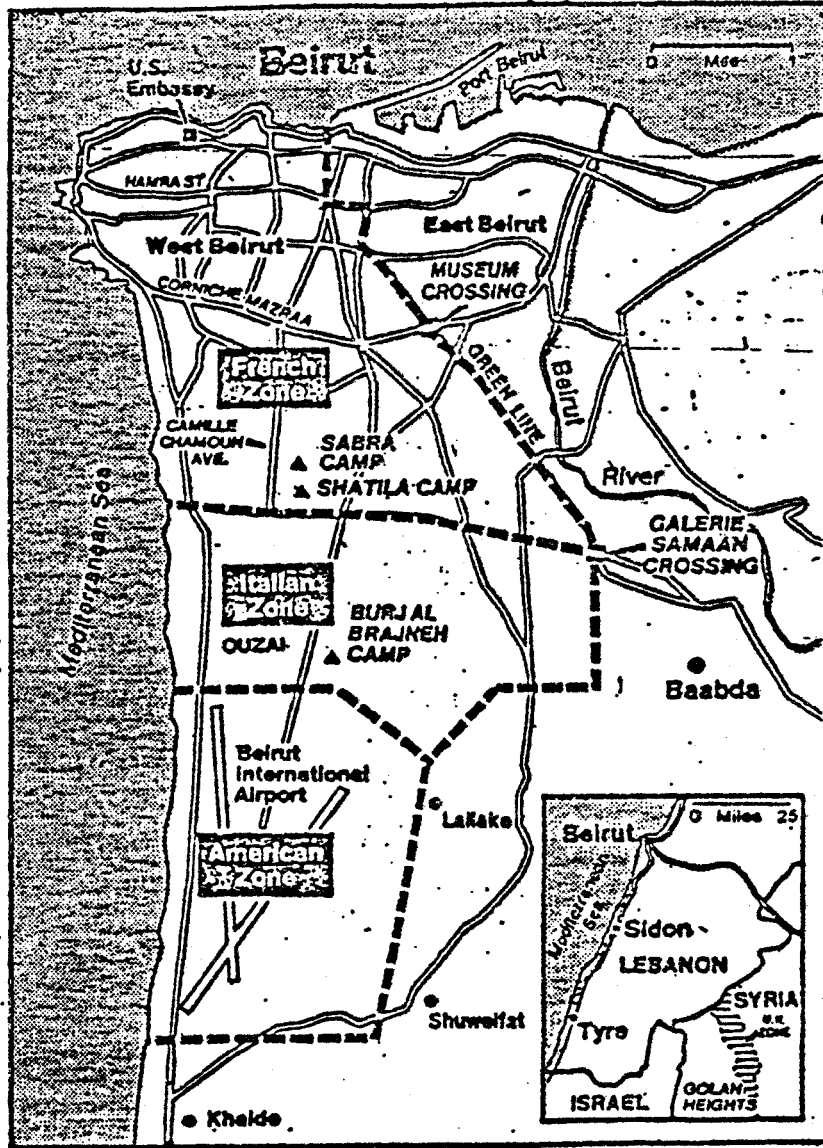 Beirut
U.S.
Embassy
Port Beirut
0 Mile 1
HAMRA ST
West Beirut
East Beirut
MUSEUM
CROSSING
CORNICHE MAZRAA
French
Zone
GREEN LINE
Beirut
River
CAMILLE
CHAMOUN
AVE.
SABRA
CAMP
SHATILA CAMP
GALERIE
SAMAAN
CROSSING
Mediterranean Sea
Italian
Zone
OUZAI
BURJ AL
BRAJNEH
CAMP
Baabda
Beirut
International
Airport
Lailake
American
Zone
Shuweifat
Khalde
0 Miles 25
Beirut
Mediterranean
Sea
Sidon
LEBANON
SYRIA
U.N.
ZONE
Tyre
ISRAEL
GOLAN
HEIGHTS